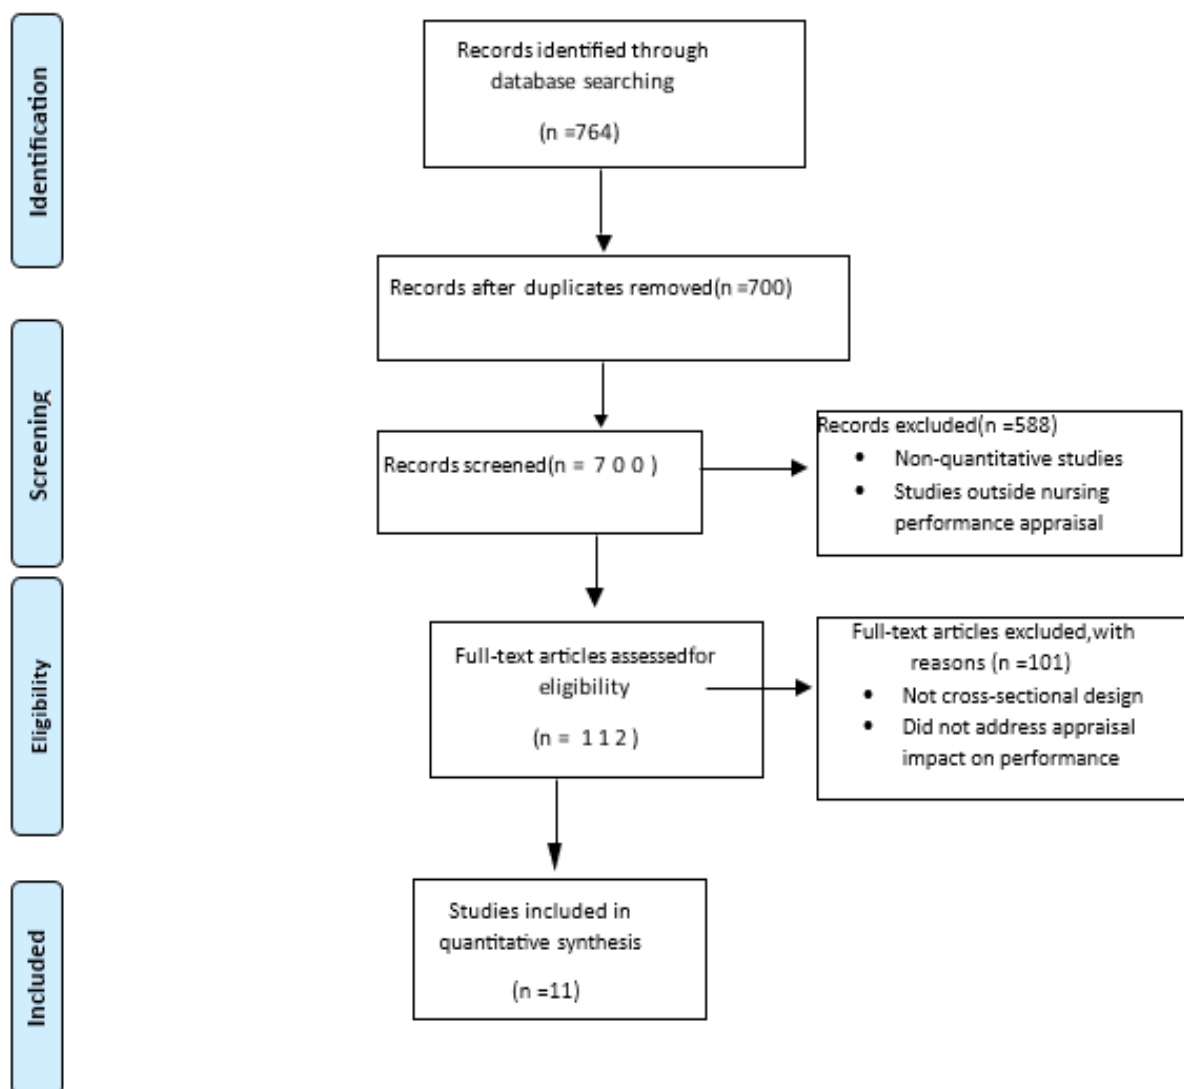 Identification
Records identified through
database searching
(n =764)
Records after duplicates removed(n =700)
Screening
Records screened(n = 7 0 0 )
Records excluded(n =588)
• Non-quantitative studies
• Studies outside nursing
performance appraisal
Eligibility
Full-text articles assessedfor
eligibility
(n = 1 1 2 )
Full-text articles excluded,with
reasons (n =101)
• Not cross-sectional design
• Did not address appraisal
impact on performance
Included
Studies included in
quantitative synthesis
(n =11)